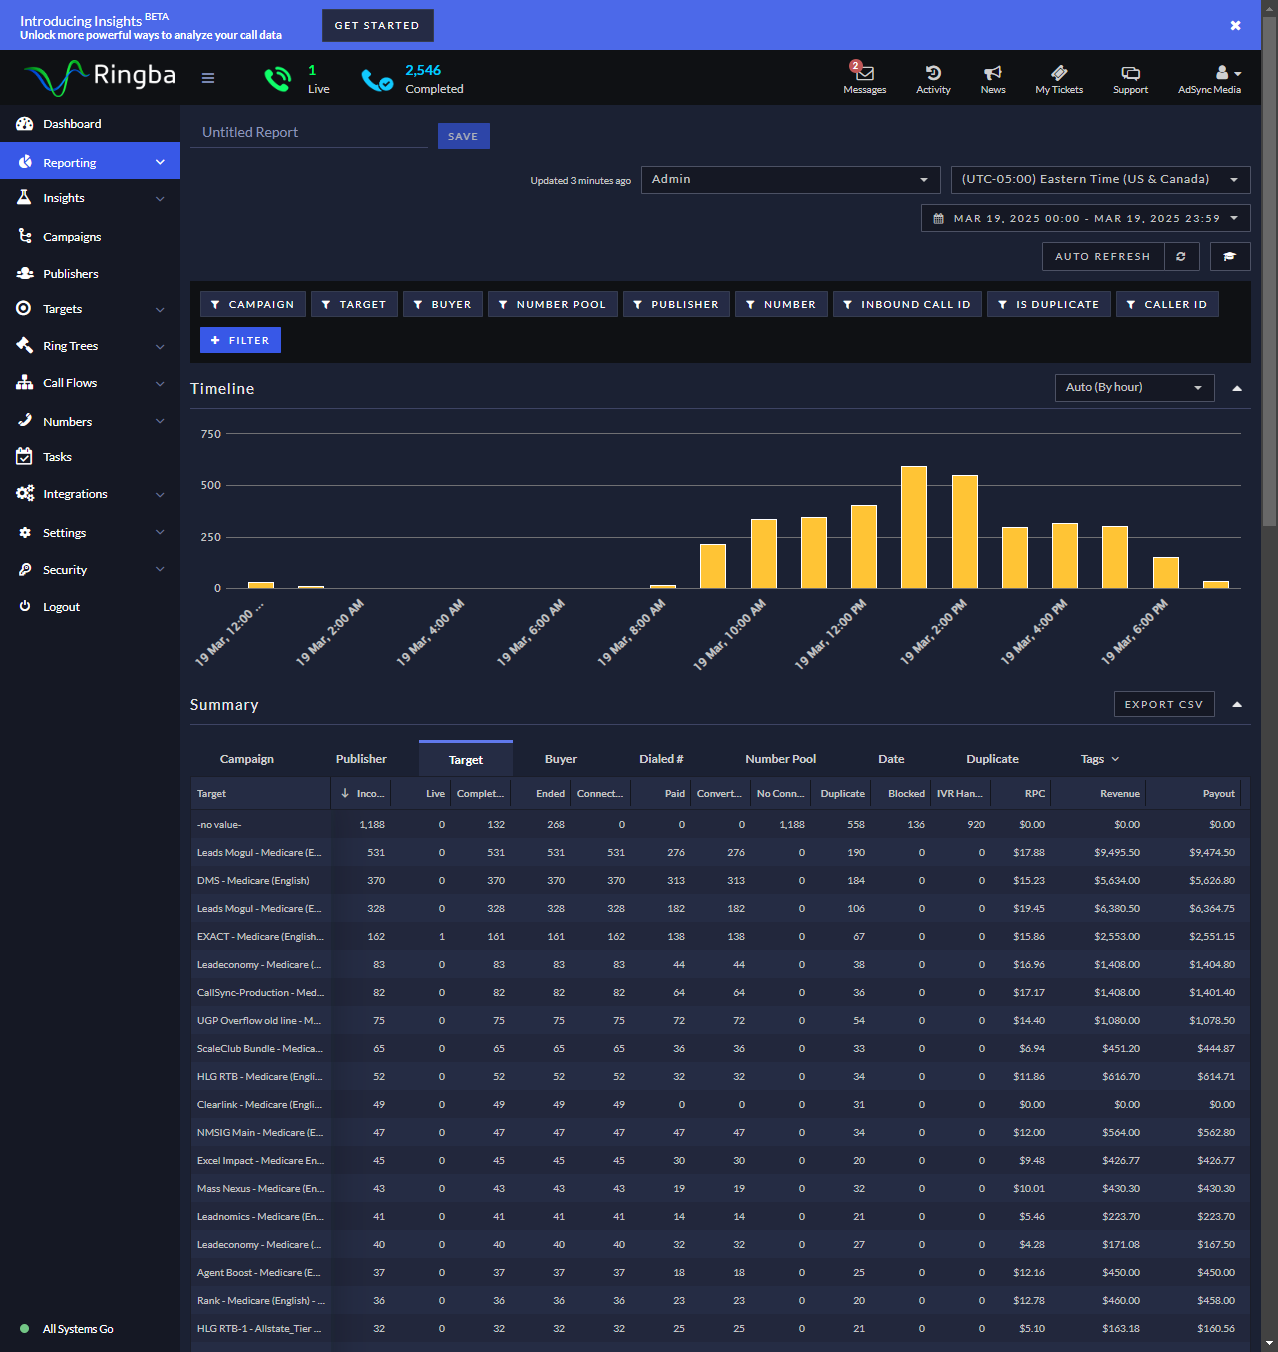 Introducing Insights BETA
Unlock more powerful ways to analyze your call data
GET STARTED
Ringba
1
Live
2,546
Completed
2
Messages
Activity
News
My Tickets
Support
AdSync Media
Dashboard
Reporting
Insights
Campaigns
Publishers
Targets
Ring Trees
Call Flows
Numbers
Tasks
Integrations
Settings
Security
Logout
All Systems Go
Untitled Report
SAVE
Updated 3 minutes ago
Admin
(UTC-05:00) Eastern Time (US & Canada)
MAR 19, 2025 00:00 - MAR 19, 2025 23:59
AUTO REFRESH
CAMPAIGN TARGET BUYER NUMBER POOL PUBLISHER NUMBER INBOUND CALL ID IS DUPLICATE CALLER ID
FILTER
Timeline
Auto (By hour)
750
500
250
0
19 Mar, 12:00 ...
19 Mar, 2:00 AM
19 Mar, 4:00 AM
19 Mar, 6:00 AM
19 Mar, 8:00 AM
19 Mar, 10:00 AM
19 Mar, 12:00 PM
19 Mar, 2:00 PM
19 Mar, 4:00 PM
19 Mar, 6:00 PM
Summary
EXPORT CSV
Campaign Publisher Target Buyer Dialed # Number Pool Date Duplicate Tags
Target Inco... Live Complet... Ended Connect... Paid Convert... No Conn... Duplicate Blocked IVR Han... RPC Revenue Payout
-no value- 1,188 0 132 268 0 0 0 1,188 558 136 920 $0.00 $0.00 $0.00
Leads Mogul - Medicare (E... 531 0 531 531 531 276 276 0 190 0 0 $17.88 $9,495.50 $9,474.50
DMS - Medicare (English) 370 0 370 370 370 313 313 0 184 0 0 $15.23 $5,634.00 $5,626.80
Leads Mogul - Medicare (E... 328 0 328 328 328 182 182 0 106 0 0 $19.45 $6,380.50 $6,364.75
EXACT - Medicare (English... 162 1 161 161 162 138 138 0 67 0 0 $15.86 $2,553.00 $2,551.15
Leadeconomy - Medicare (... 83 0 83 83 83 44 44 0 38 0 0 $16.96 $1,408.00 $1,404.80
CallSync-Production - Med... 82 0 82 82 82 64 64 0 36 0 0 $17.17 $1,408.00 $1,401.40
UGP Overflow old line - M... 75 0 75 75 75 72 72 0 54 0 0 $14.40 $1,080.00 $1,078.50
ScaleClub Bundle - Medica... 65 0 65 65 65 36 36 0 33 0 0 $6.94 $451.20 $444.87
HLG RTB - Medicare (Engli... 52 0 52 52 52 32 32 0 34 0 0 $11.86 $616.70 $614.71
Clearlink - Medicare (Engli... 49 0 49 49 49 0 0 0 31 0 0 $0.00 $0.00 $0.00
NMSIG Main - Medicare (E... 47 0 47 47 47 47 47 0 34 0 0 $12.00 $564.00 $562.80
Excel Impact - Medicare En... 45 0 45 45 45 30 30 0 20 0 0 $9.48 $426.77 $426.77
Mass Nexus - Medicare (En... 43 0 43 43 43 19 19 0 32 0 0 $10.01 $430.30 $430.30
Leadnomics - Medicare (En... 41 0 41 41 41 14 14 0 21 0 0 $5.46 $223.70 $223.70
Leadeconomy - Medicare (... 40 0 40 40 40 32 32 0 27 0 0 $4.28 $171.08 $167.50
Agent Boost - Medicare (E... 37 0 37 37 37 18 18 0 25 0 0 $12.16 $450.00 $450.00
Rank - Medicare (English) - ... 36 0 36 36 36 23 23 0 20 0 0 $12.78 $460.00 $458.00
HLG RTB-1 - Allstate_Tier ... 32 0 32 32 32 25 25 0 21 0 0 $5.10 $163.18 $160.56